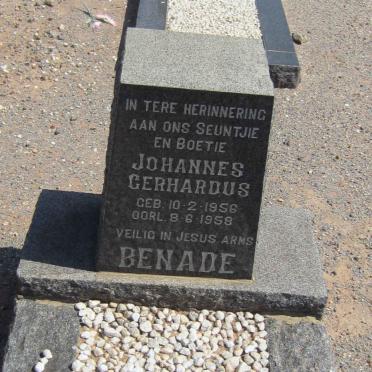 IN TERE HERINNERING
AAN ONS SEUNTJIE
EN BOETIE
JOHANNES
GERHARDUS
GEB. 10-2-1956
OORL. 8-6-1958
VEILIG IN JESUS ARMS
BENADE